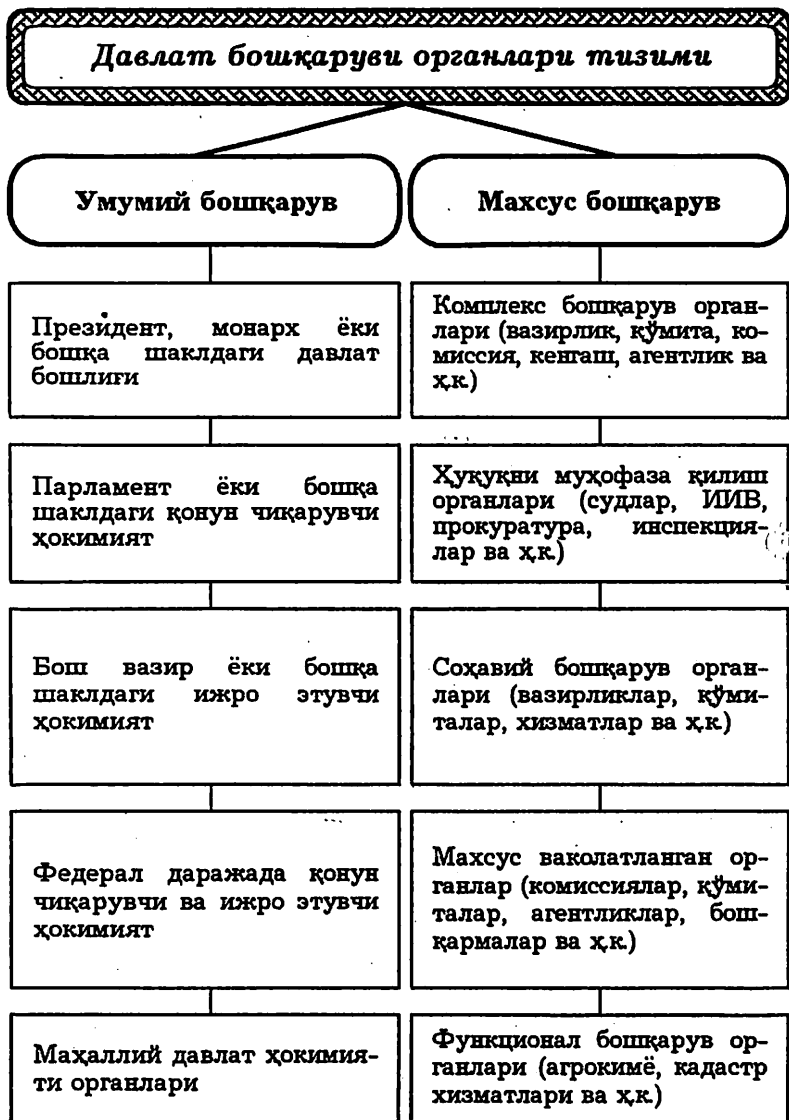 Давлат бошқаруви органлари тизими
Умумий бошқарув
Президент, монарх ёки
бошқа шаклдаги давлат
бошлиғи
Парламент ёки бошқа
шаклдаги қонун чиқарувчи
ҳокимият
Бош вазир ёки бошқа
шаклдаги ижро этувчи
ҳокимият
Федерал даражада қонун
чиқарувчи ва ижро этувчи
ҳокимият
Маҳаллий давлат ҳокимия-
ти органлари
Махсус бошқарув
Комплекс бошқарув орган-
лари (вазирлик, қўмита, ко-
миссия, кенгаш, агентлик ва
ҳ.к.)
Ҳуқуқни муҳофаза қилиш
органлари (судлар, ИИВ,
прокуратура, инспекция-
лар ва ҳ.к.)
Соҳавий бошқарув орган-
лари (вазирликлар, қўми-
талар, хизматлар ва ҳ.к.)
Махсус ваколатланган ор-
ганлар (комиссиялар, қўми-
талар, агентликлар, бош-
қармалар ва ҳ.к.)
Функционал бошқарув ор-
ганлари (агрокимё, кадастр
хизматлари ва ҳ.к.)